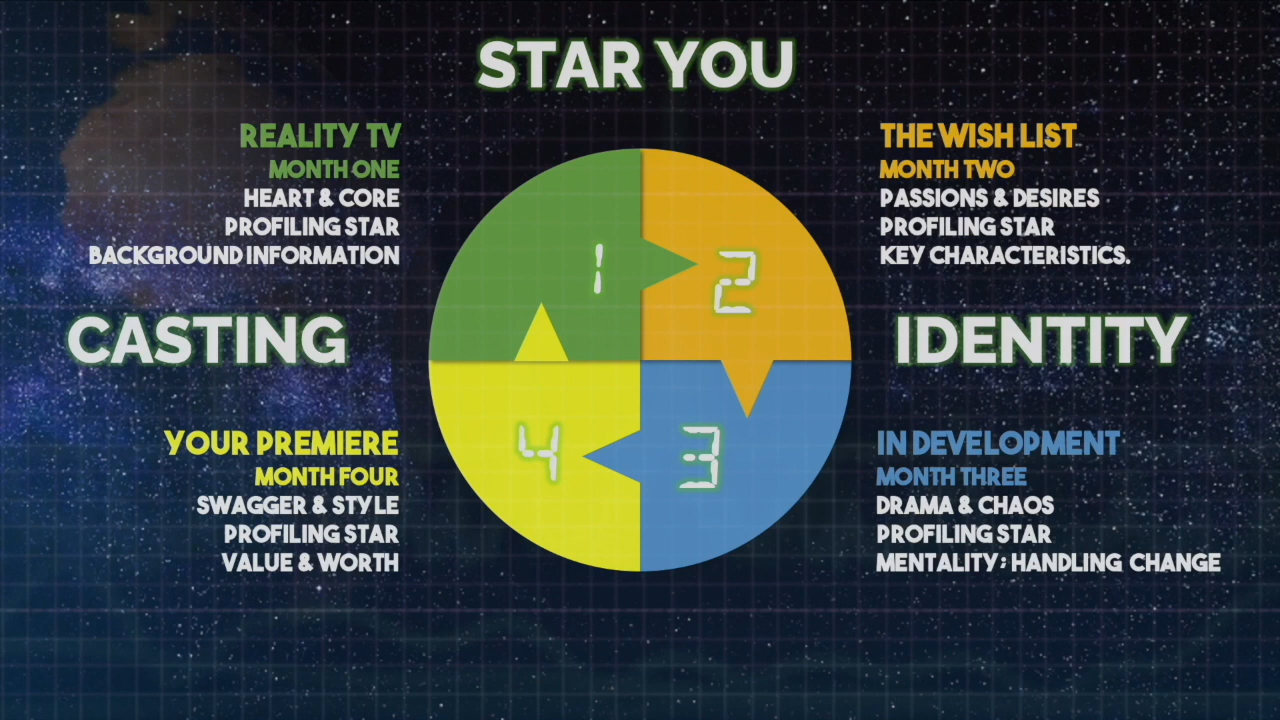 STAR YOU
REALITY TV
MONTH ONE
HEART & CORE
PROFILING STAR
BACKGROUND INFORMATION
THE WISH LIST
MONTH TWO
PASSIONS & DESIRES
PROFILING STAR
KEY CHARACTERISTICS.
1
2
CASTING
IDENTITY
4
3
YOUR PREMIERE
MONTH FOUR
SWAGGER & STYLE
PROFILING STAR
VALUE & WORTH
IN DEVELOPMENT
MONTH THREE
DRAMA & CHAOS
PROFILING STAR
MENTALITY: HANDLING CHANGE